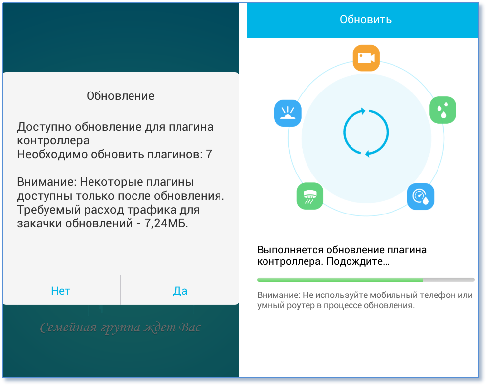 Обновление
Доступно обновление для плагина
контроллера
Необходимо обновить плагинов: 7
Внимание: Некоторые плагины
доступны только после обновления.
Требуемый расход трафика для
закачки обновлений - 7,24МБ.
Нет
Да
Семейная группа ждет Вас
Обновить
Выполняется обновление плагина
контроллера. Подождите...
Внимание: Не используйте мобильный телефон или
умный роутер в процессе обновления.